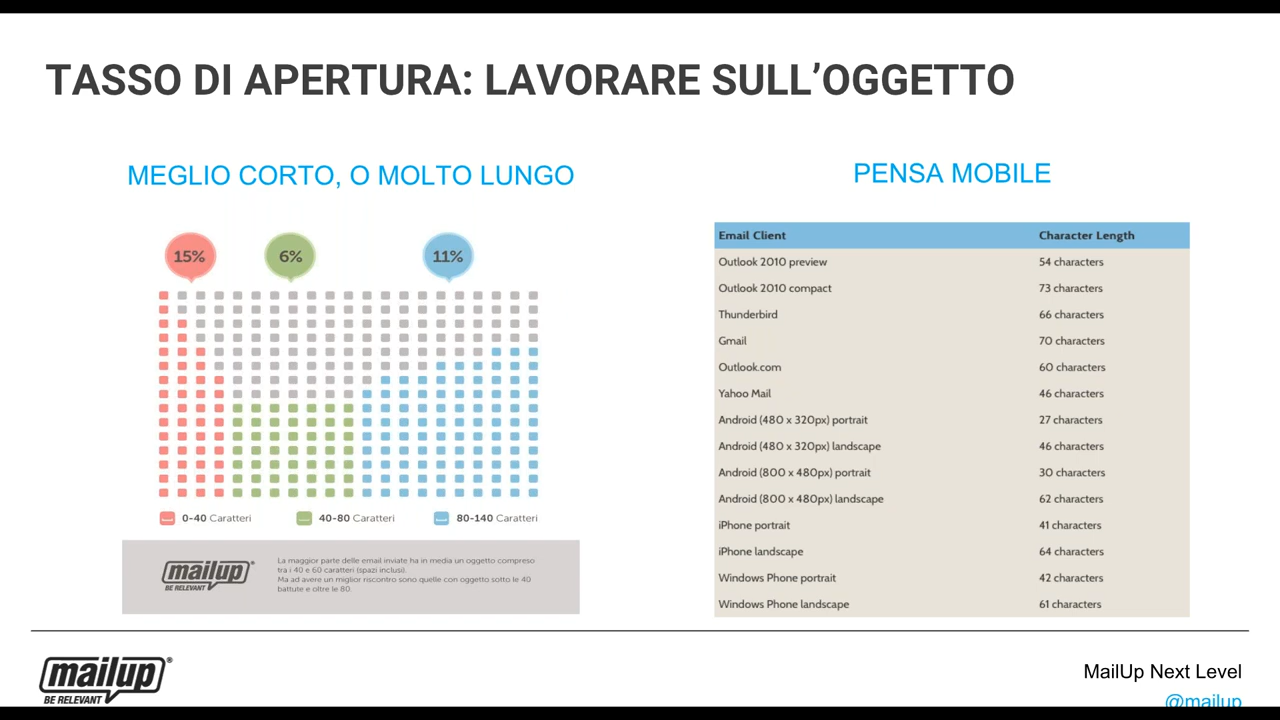 TASSO DI APERTURA: LAVORARE SULL’OGGETTO
MEGLIO CORTO, O MOLTO LUNGO
15%
6%
11%
0-40 Caratteri
40-80 Caratteri
80-140 Caratteri
mailup®
BE RELEVANT
La maggior parte delle email inviate ha in media un oggetto compreso
tra i 40 e 60 caratteri (spazi inclusi).
Ma ad avere un miglior riscontro sono quelle con oggetto sotto le 40
battute e oltre le 80.
PENSA MOBILE
Email Client Character Length
Outlook 2010 preview 54 characters
Outlook 2010 compact 73 characters
Thunderbird 66 characters
Gmail 70 characters
Outlook.com 60 characters
Yahoo Mail 46 characters
Android (480 x 320px) portrait 27 characters
Android (480 x 320px) landscape 46 characters
Android (800 x 480px) portrait 30 characters
Android (800 x 480px) landscape 62 characters
iPhone portrait 41 characters
iPhone landscape 64 characters
Windows Phone portrait 42 characters
Windows Phone landscape 61 characters
mailup®
BE RELEVANT
MailUp Next Level
@mailup